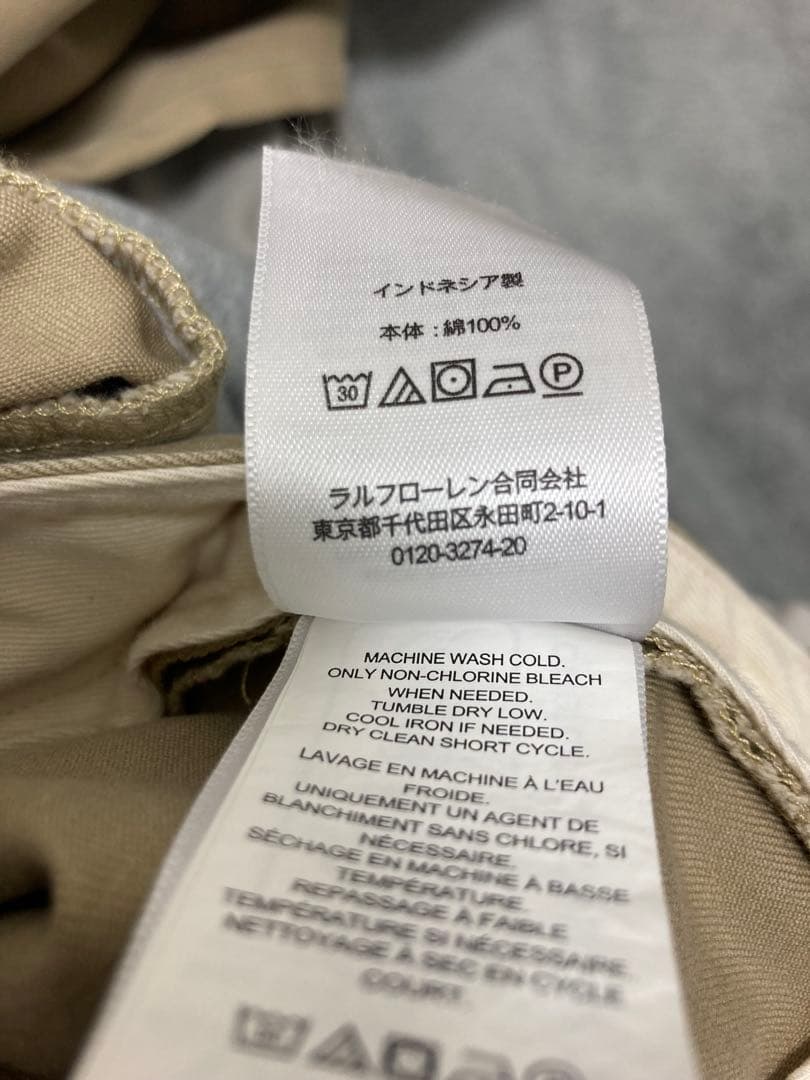 インドネシア製
本体：綿100%
30 P
ラルフローレン合同会社
東京都千代田区永田町2-10-1
0120-3274-20
MACHINE WASH COLD.
ONLY NON-CHLORINE BLEACH
WHEN NEEDED.
TUMBLE DRY LOW.
COOL IRON IF NEEDED.
DRY CLEAN SHORT CYCLE.
LAVAGE EN MACHINE À L'EAU
FROIDE.
UNIQUEMENT UN AGENT DE
BLANCHIMENT SANS CHLORE, SI
NÉCESSAIRE.
SÉCHAGE EN MACHINE À BASSE
TEMPÉRATURE.
REPASSAGE À FAIBLE
TEMPÉRATURE SI NÉCESSAIRE.
NETTOYAGE À SEC EN CYCLE
COURT.